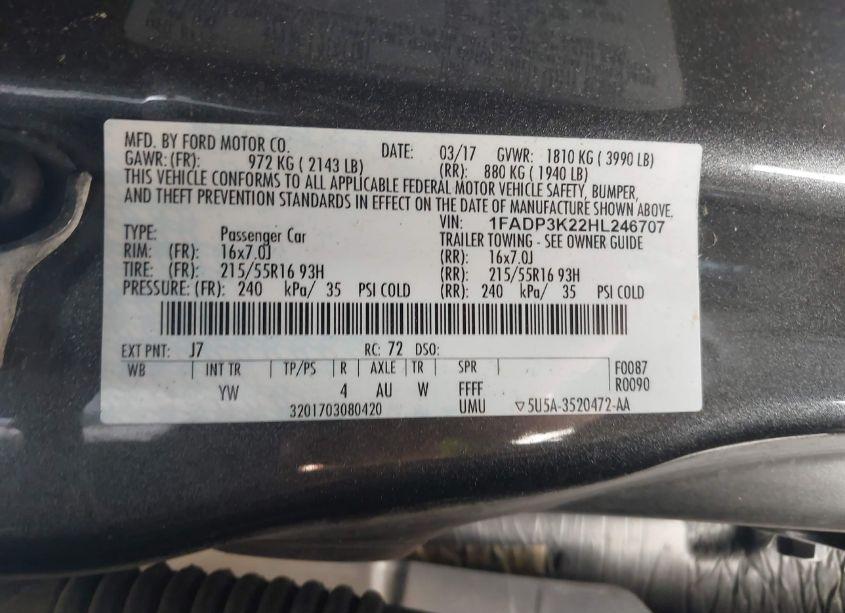 MFD. BY FORD MOTOR CO. DATE: 03/17 GVWR: 1810 KG ( 3990 LB)
GAWR: (FR): 972 KG ( 2143 LB) (RR): 880 KG ( 1940 LB)
THIS VEHICLE CONFORMS TO ALL APPLICABLE FEDERAL MOTOR VEHICLE SAFETY, BUMPER,
AND THEFT PREVENTION STANDARDS IN EFFECT ON THE DATE OF MANUFACTURE SHOWN ABOVE.
VIN: 1FADP3K22HL246707
TYPE: Passenger Car TRAILER TOWING - SEE OWNER GUIDE
RIM: (FR): 16x7.0J (RR): 16x7.0J
TIRE: (FR): 215/55R16 93H (RR): 215/55R16 93H
PRESSURE: (FR): 240 kPa/ 35 PSI COLD (RR): 240 kPa/ 35 PSI COLD
EXT PNT: J7 RC: 72 DSO:
WB INT TR TP/PS R AXLE TR SPR F0087
YW 4 AU W FFFF R0090
3201703080420 UMU ▽5U5A-3520472-AA